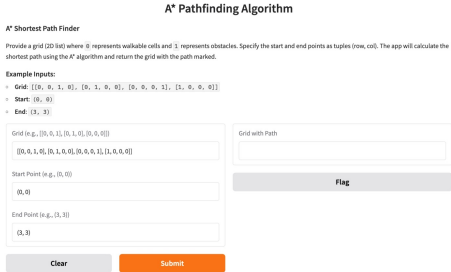 A* Pathfinding Algorithm
A* Shortest Path Finder
Provide a grid (2D list) where 0 represents walkable cells and 1 represents obstacles. Specify the start and end points as tuples (row, col). The app will calculate the
shortest path using the A* algorithm and return the grid with the path marked.
Example Inputs:
Grid: [[0, 0, 1, 0], [0, 1, 0, 0], [0, 0, 0, 1], [1, 0, 0, 0]]
Start: (0, 0)
End: (3, 3)
Grid (e.g., [[0, 0, 1], [0, 1, 0], [0, 0, 0]])
[[0, 0, 1, 0], [0, 1, 0, 0], [0, 0, 0, 1], [1, 0, 0, 0]]
Start Point (e.g., (0, 0))
(0, 0)
End Point (e.g., (3, 3))
(3, 3)
Clear
Submit
Grid with Path
Flag